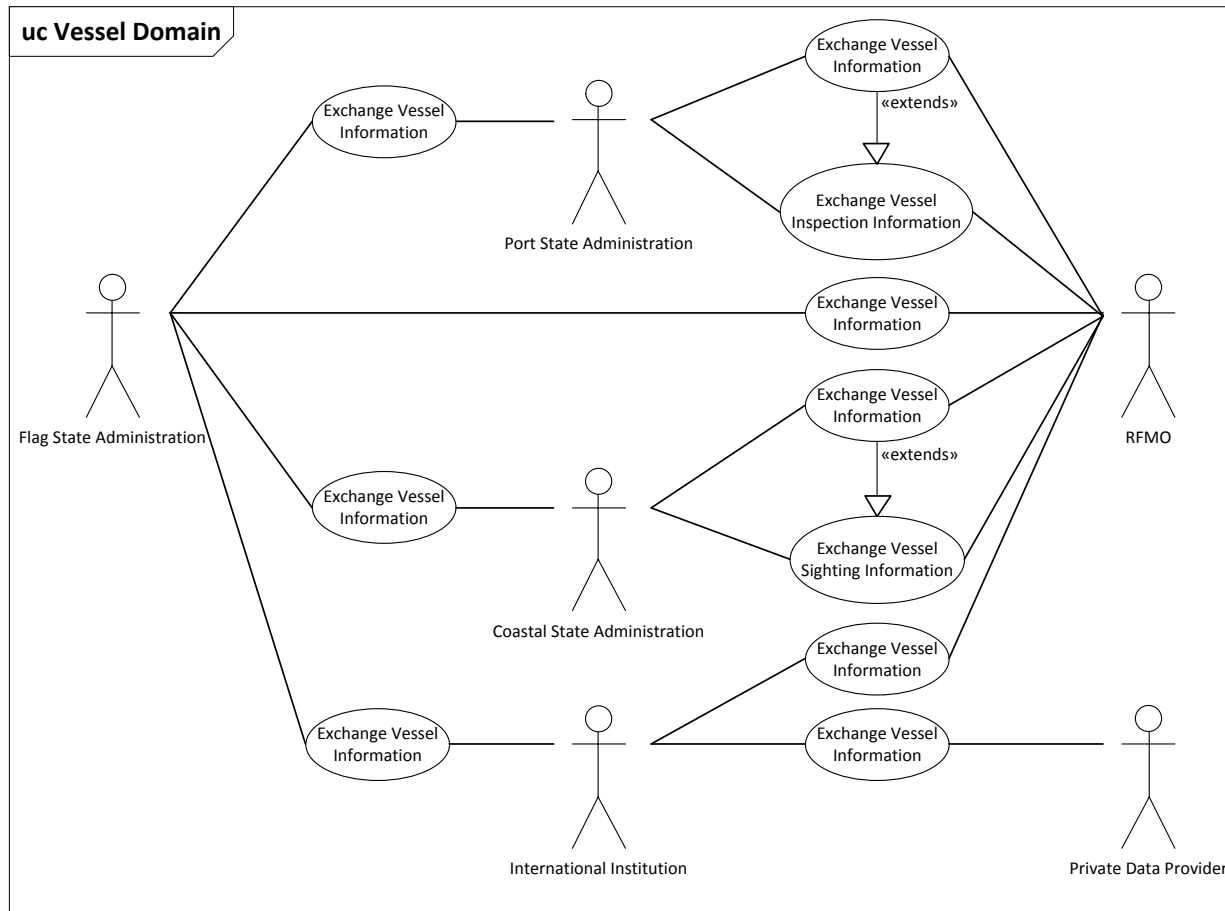 uc Vessel Domain
Exchange Vessel
Information
«extends»
Exchange Vessel
Information
Exchange Vessel
Inspection Information
Port State Administration
Exchange Vessel
Information
Flag State Administration
RFMO
Exchange Vessel
Information
«extends»
Exchange Vessel
Information
Exchange Vessel
Sighting Information
Coastal State Administration
Exchange Vessel
Information
Exchange Vessel
Information
Exchange Vessel
Information
International Institution
Private Data Provider